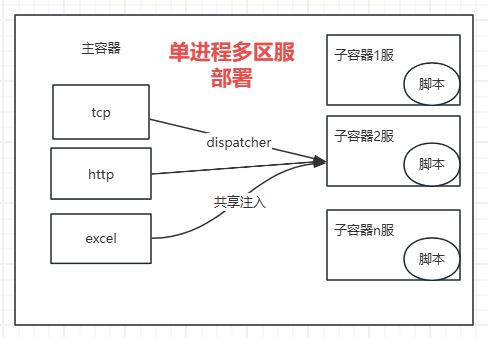 主容器
单进程多区服
部署
tcp
http
excel
dispatcher
共享注入
子容器1服
脚本
子容器2服
脚本
子容器n服
脚本